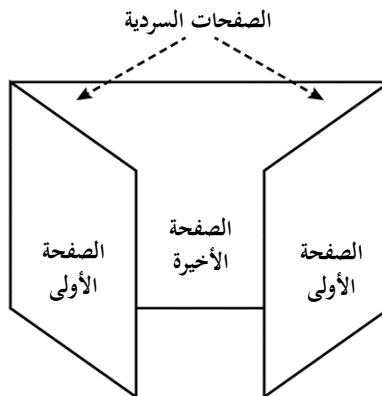 الصفحات السردية
الصفحة
الأولى
الصفحة
الأخيرة
الصفحة
الأولى